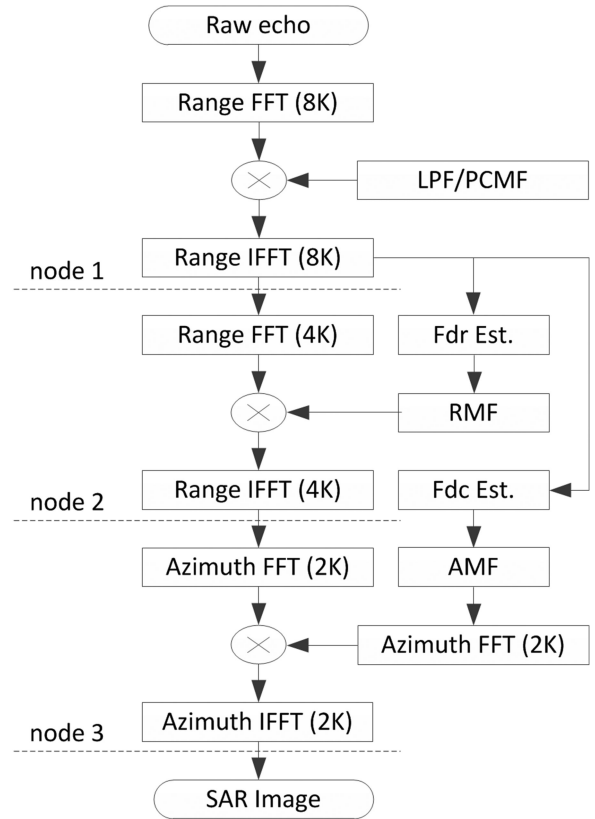 Raw echo
Range FFT (8K)
LPF/PCMF
Range IFFT (8K)
node 1
Range FFT (4K)
Fdr Est.
RMF
Range IFFT (4K)
Fdc Est.
node 2
Azimuth FFT (2K)
AMF
Azimuth FFT (2K)
Azimuth IFFT (2K)
node 3
SAR Image